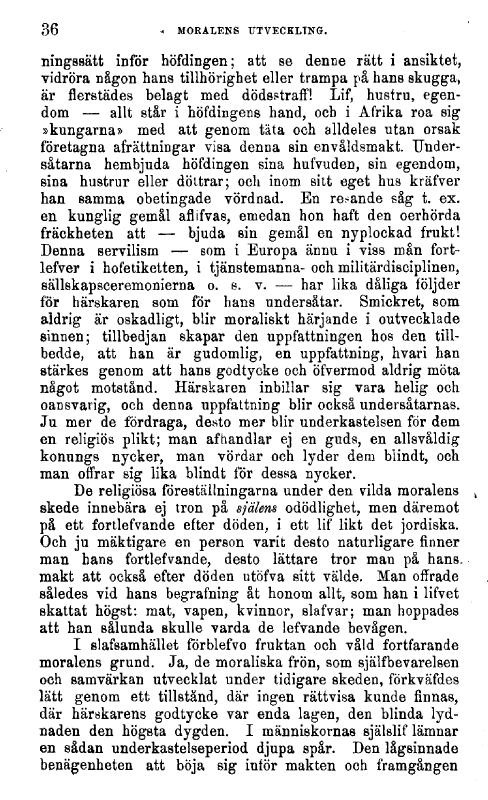 36 MORALENS UTVECKLING.
ningssätt inför höfdingen; att se denne rätt i ansiktet,
vidröra någon hans tillhörighet eller trampa på hans skugga,
är flerstädes belagt med dödsstraff! Lif, hustru, egen-
dom — allt står i höfdingens hand, och i Afrika roa sig
»kungarna» med att genom täta och alldeles utan orsak
företagna afrättningar visa denna sin envåldsmakt. Under-
såtarna hembjuda höfdingen sina hufvuden, sin egendom,
sina hustrur eller döttrar; och inom sitt eget hus kräfver
han samma obetingade vördnad. En resande såg t. ex.
en kunglig gemål aflifvas, emedan hon haft den oerhörda
fräckheten att — bjuda sin gemål en nyplockad frukt!
Denna servilism — som i Europa ännu i viss mån fort-
lefver i hofetiketten, i tjänstemanna- och militärdisciplinen,
sällskapsceremonierna o. s. v. — har lika dåliga följder
för härskaren som för hans undersåtar. Smickret, som
aldrig är oskadligt, blir moraliskt härjande i outvecklade
sinnen; tillbedjan skapar den uppfattningen hos den till-
bedde, att han är gudomlig, en uppfattning, hvari han
stärkes genom att hans godtycke och öfvermod aldrig möta
något motstånd. Härskaren inbillar sig vara helig och
oansvarig, och denna uppfattning blir också undersåtarnas.
Ju mer de fördraga, desto mer blir underkastelsen för dem
en religiös plikt; man afhandlar ej en guds, en allsvåldig
konungs nycker, man vördar och lyder dem blindt, och
man offrar sig lika blindt för dessa nycker.
De religiösa föreställningarna under den vilda moralens
skede innebära ej tron på själens odödlighet, men däremot
på ett fortlefvande efter döden, i ett lif likt det jordiska.
Och ju mäktigare en person varit desto naturligare finner
man hans fortlefvande, desto lättare tror man på hans
makt att också efter döden utöfva sitt välde. Man offrade
således vid hans begrafning åt honom allt, som han i lifvet
skattat högst: mat, vapen, kvinnor, slafvar; man hoppades
att han sålunda skulle varda de lefvande bevågen.
I slafsamhället förblefvo fruktan och våld fortfarande
moralens grund. Ja, de moraliska frön, som självbevarelsen
och samvärkan utvecklat under tidigare skeden, förkväfdes
lätt genom ett tillstånd, där ingen rättvisa kunde finnas,
där härskarens godtycke var enda lagen, den blinda lyd-
naden den högsta dygden. I människornas själslif lämnar
en sådan underkastelseperiod djupa spår. Den lågsinnade
benägenheten att böja sig inför makten och framgången